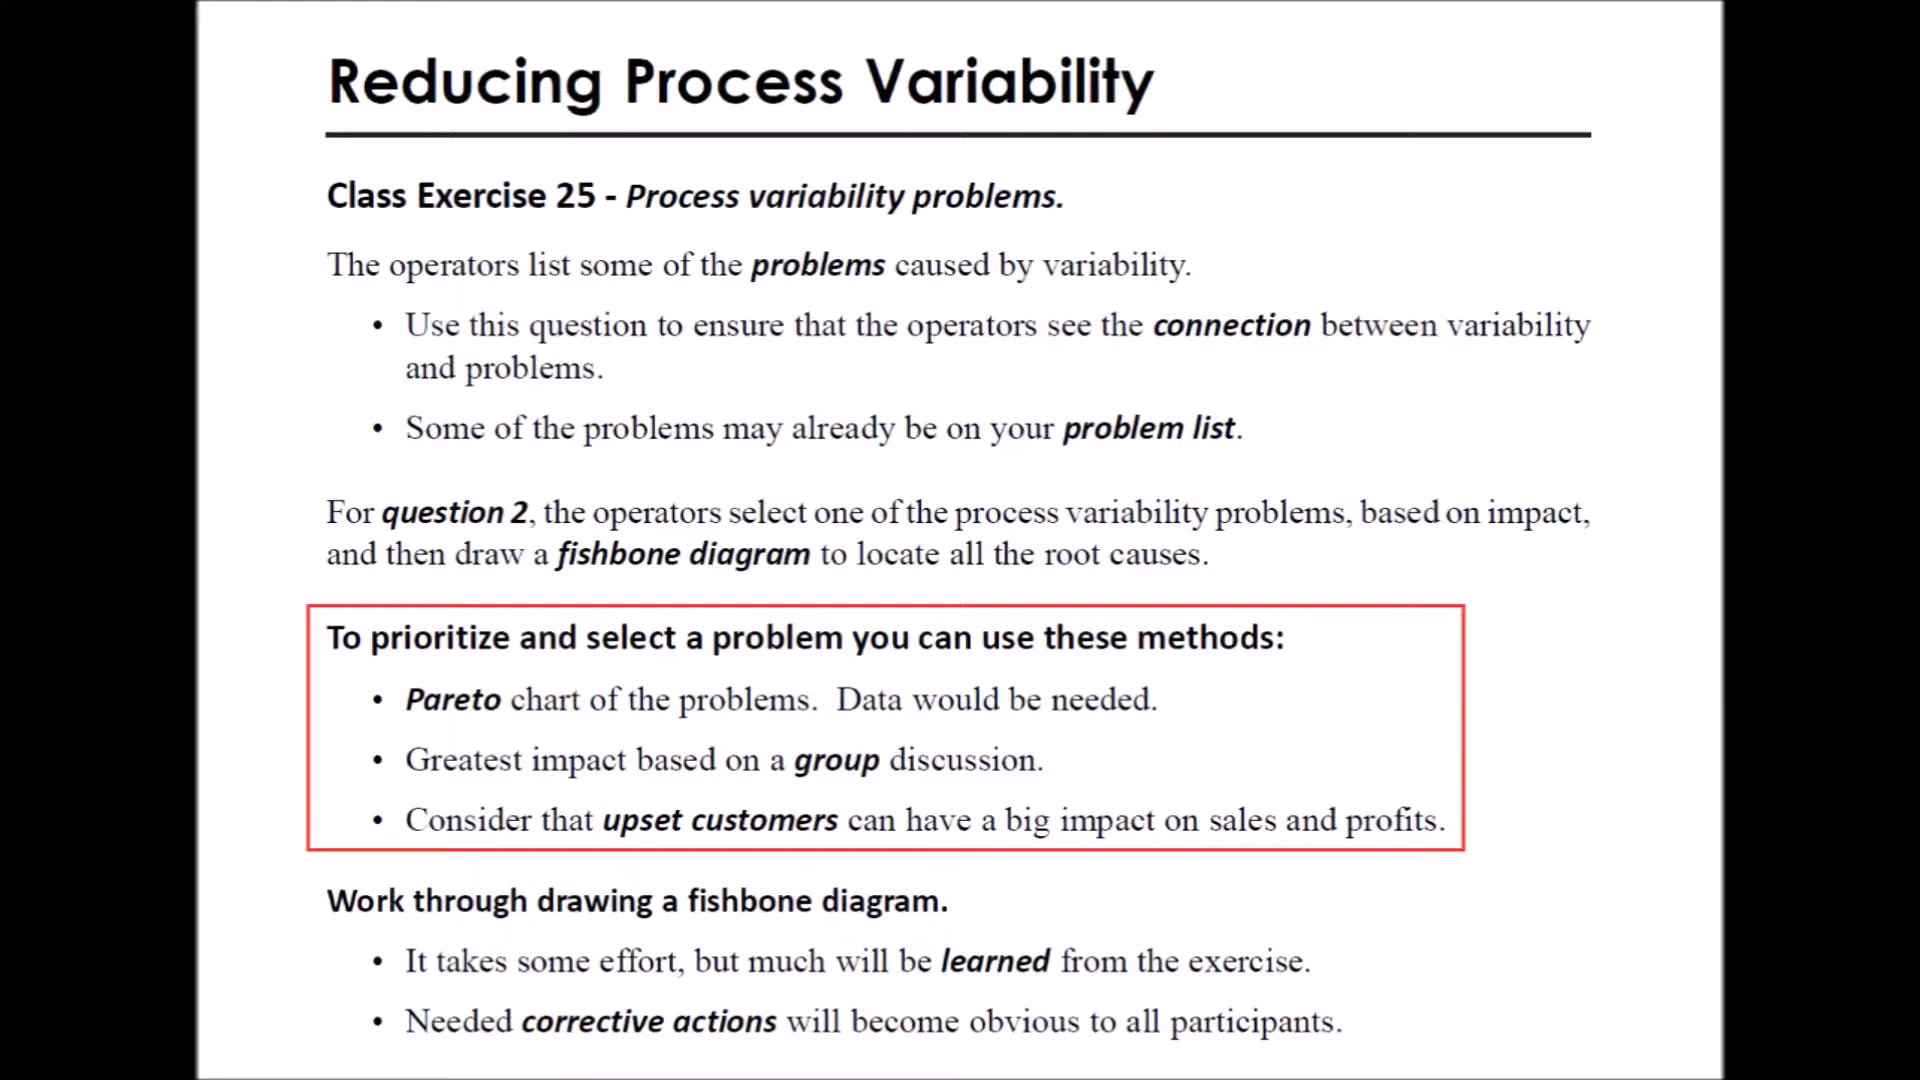 Reducing Process Variability
Class Exercise 25 - Process variability problems.
The operators list some of the problems caused by variability.
• Use this question to ensure that the operators see the connection between variability
and problems.
• Some of the problems may already be on your problem list.
For question 2, the operators select one of the process variability problems, based on impact,
and then draw a fishbone diagram to locate all the root causes.
To prioritize and select a problem you can use these methods:
• Pareto chart of the problems.  Data would be needed.
• Greatest impact based on a group discussion.
• Consider that upset customers can have a big impact on sales and profits.
Work through drawing a fishbone diagram.
• It takes some effort, but much will be learned from the exercise.
• Needed corrective actions will become obvious to all participants.